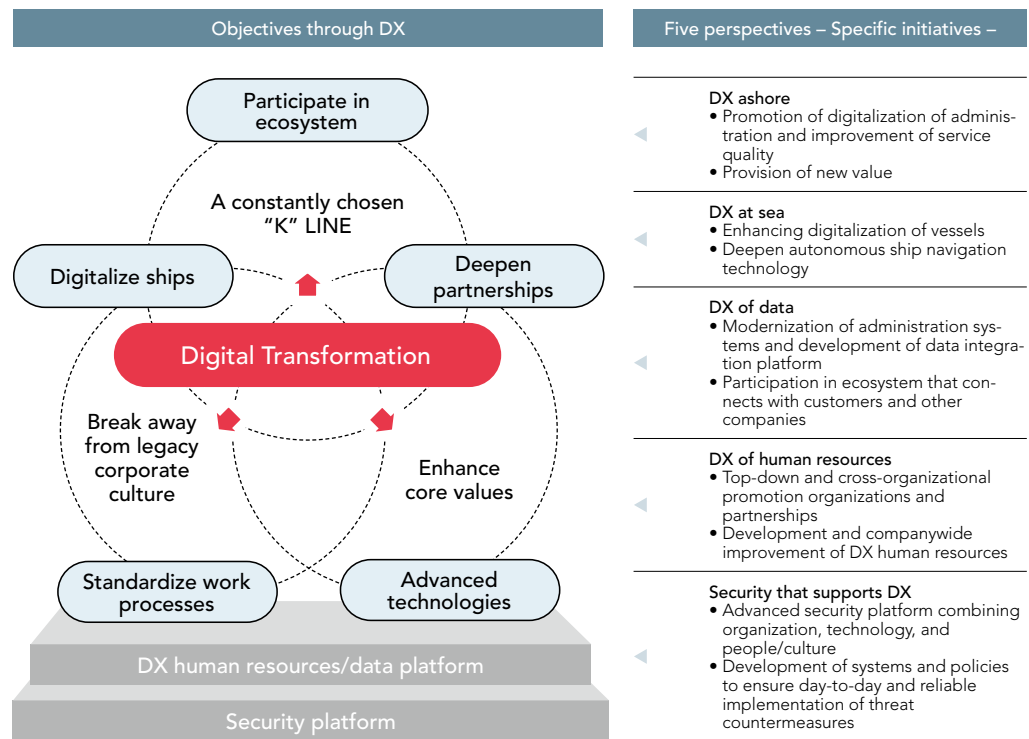 Objectives through DX
Participate in
ecosystem
A constantly chosen
“K” LINE
Digitalize ships
Deepen
partnerships
Digital Transformation
Break away
from legacy
corporate
culture
Enhance
core values
Standardize work
processes
Advanced
technologies
DX human resources/data platform
Security platform
Five perspectives – Specific initiatives –
DX ashore
• Promotion of digitalization of adminis-
tration and improvement of service
quality
• Provision of new value
DX at sea
• Enhancing digitalization of vessels
• Deepen autonomous ship navigation
technology
DX of data
• Modernization of administration sys-
tems and development of data integra-
tion platform
• Participation in ecosystem that con-
nects with customers and other
companies
DX of human resources
• Top-down and cross-organizational
promotion organizations and
partnerships
• Development and companywide
improvement of DX human resources
Security that supports DX
• Advanced security platform combining
organization, technology, and
people/culture
• Development of systems and policies
to ensure day-to-day and reliable
implementation of threat
countermeasures